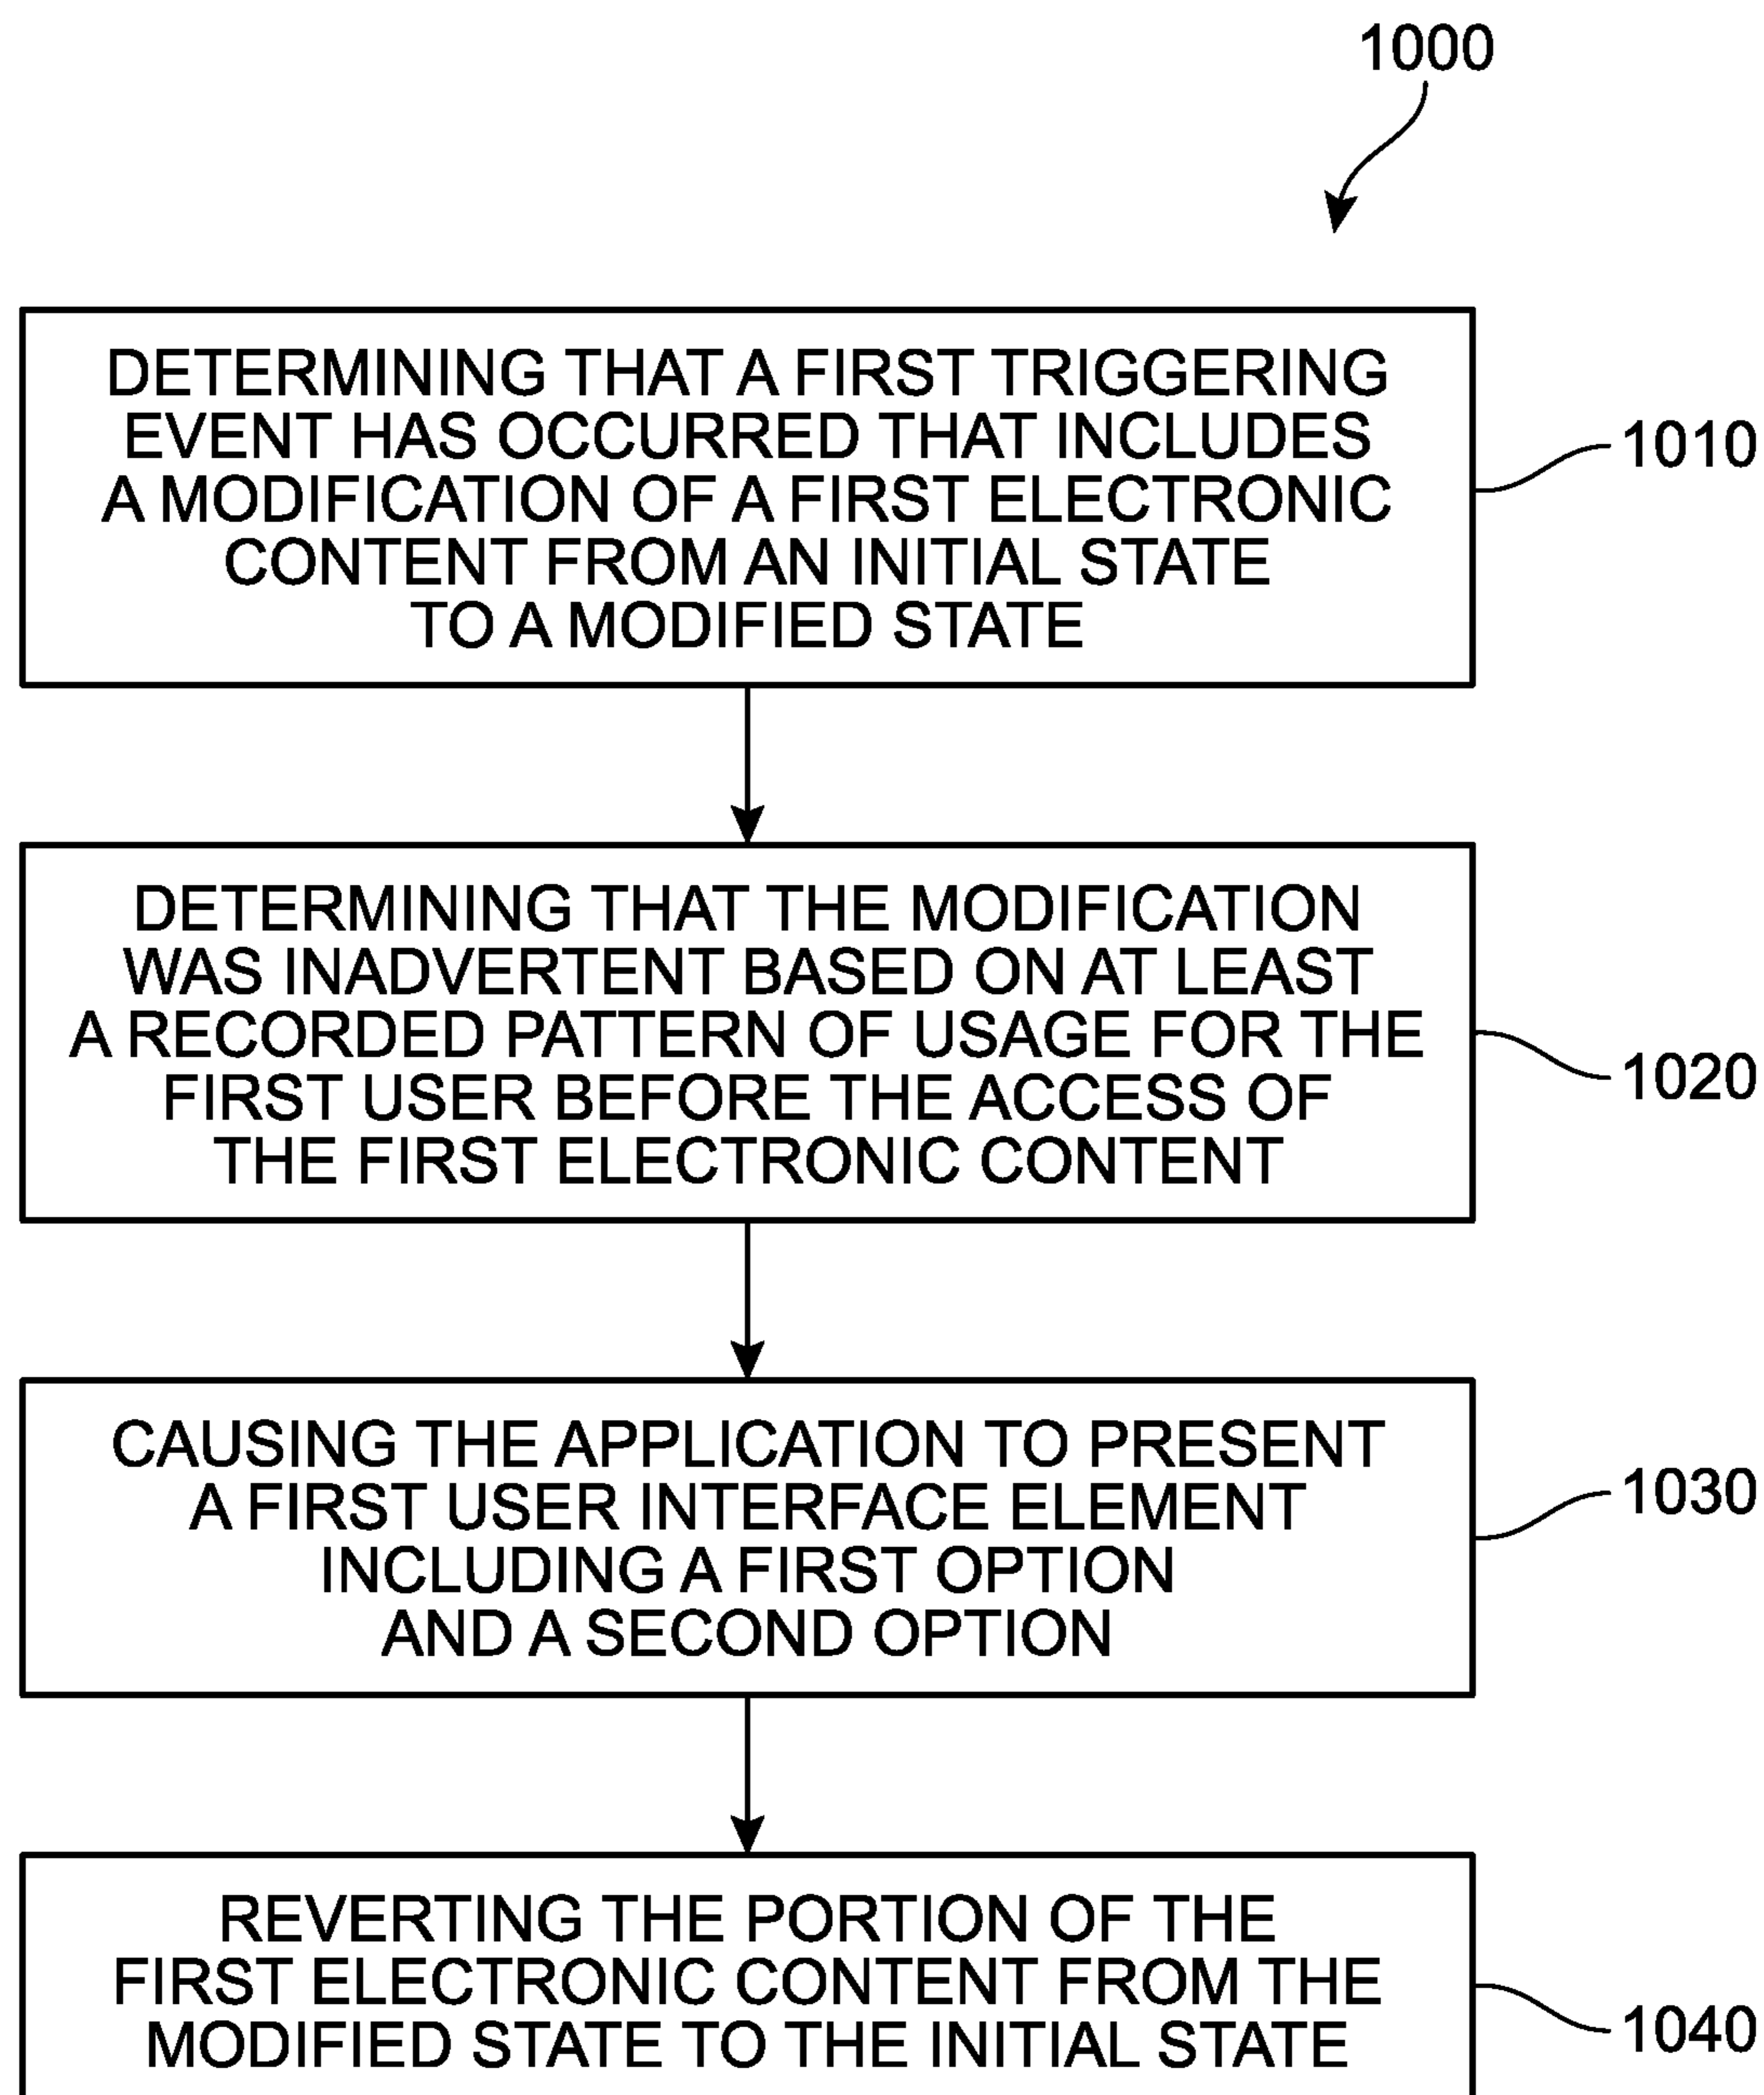 1000
DETERMINING THAT A FIRST TRIGGERING
EVENT HAS OCCURRED THAT INCLUDES
A MODIFICATION OF A FIRST ELECTRONIC
CONTENT FROM AN INITIAL STATE
TO A MODIFIED STATE
1010
DETERMINING THAT THE MODIFICATION
WAS INADVERTENT BASED ON AT LEAST
A RECORDED PATTERN OF USAGE FOR THE
FIRST USER BEFORE THE ACCESS OF
THE FIRST ELECTRONIC CONTENT
1020
CAUSING THE APPLICATION TO PRESENT
A FIRST USER INTERFACE ELEMENT
INCLUDING A FIRST OPTION
AND A SECOND OPTION
1030
REVERTING THE PORTION OF THE
FIRST ELECTRONIC CONTENT FROM THE
MODIFIED STATE TO THE INITIAL STATE
1040